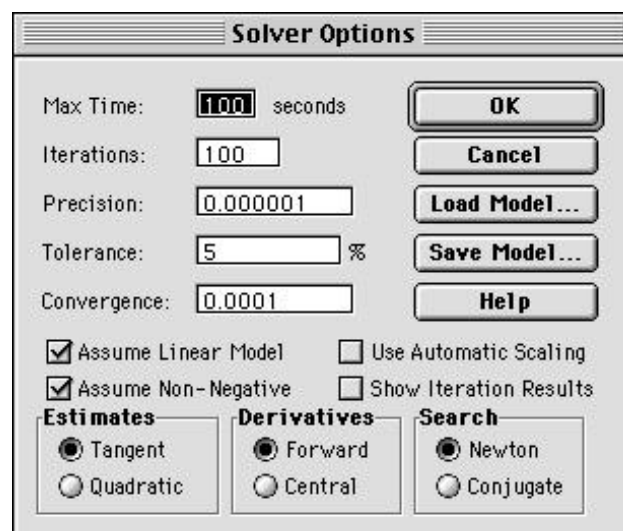 Solver Options
Max Time: 100 seconds
OK
Iterations: 100
Cancel
Precision: 0.000001
Load Model...
Tolerance: 5 %
Save Model...
Convergence: 0.0001
Help
Assume Linear Model
Use Automatic Scaling
Assume Non-Negative
Show Iteration Results
Estimates
Derivatives
Search
Tangent
Forward
Newton
Quadratic
Central
Conjugate